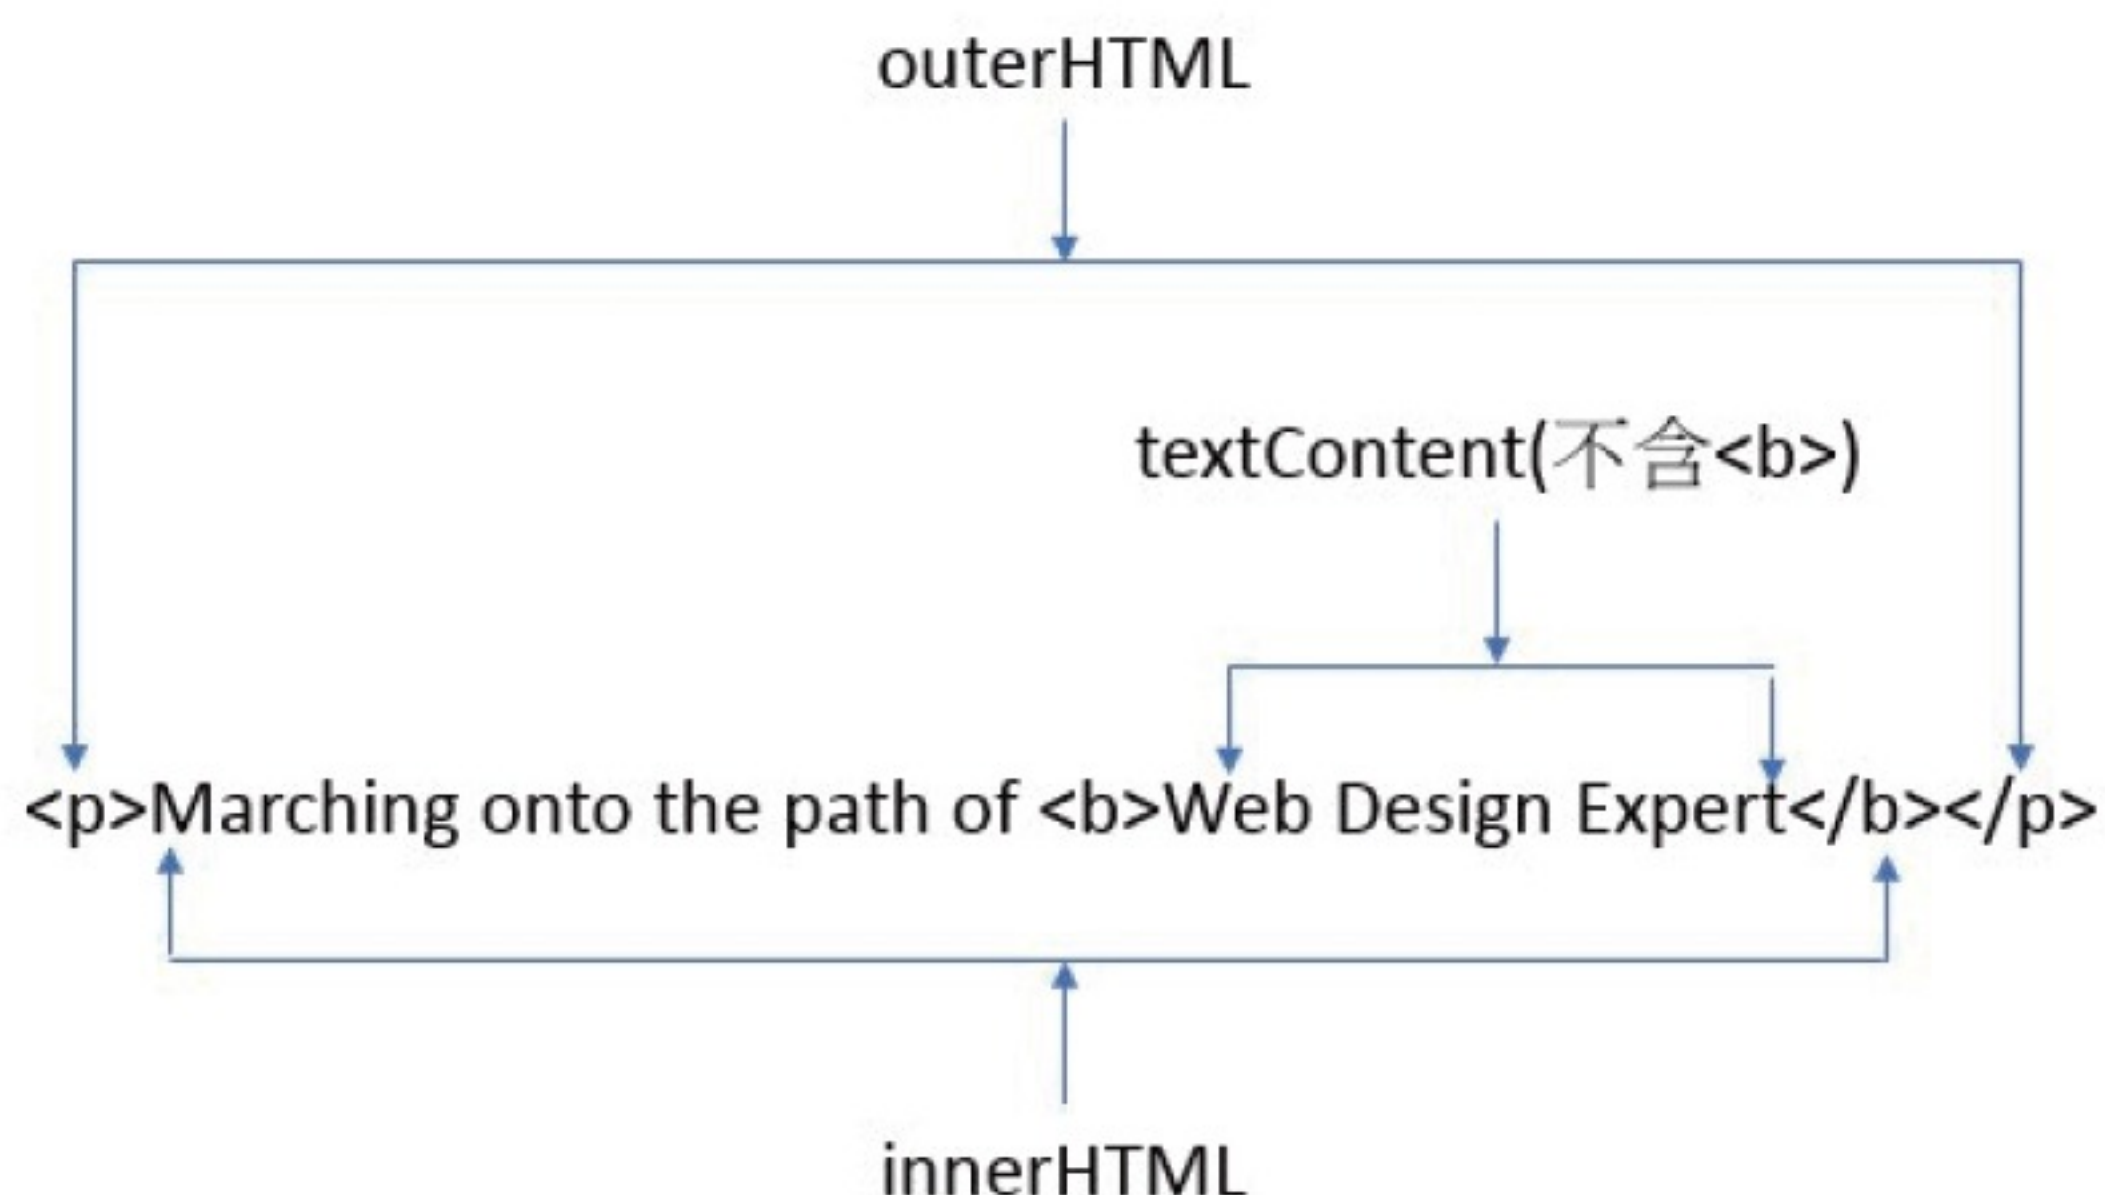 outerHTML
textContent(不含<b>)
<p>Marching onto the path of <b>Web Design Expert</b></p>
innerHTML